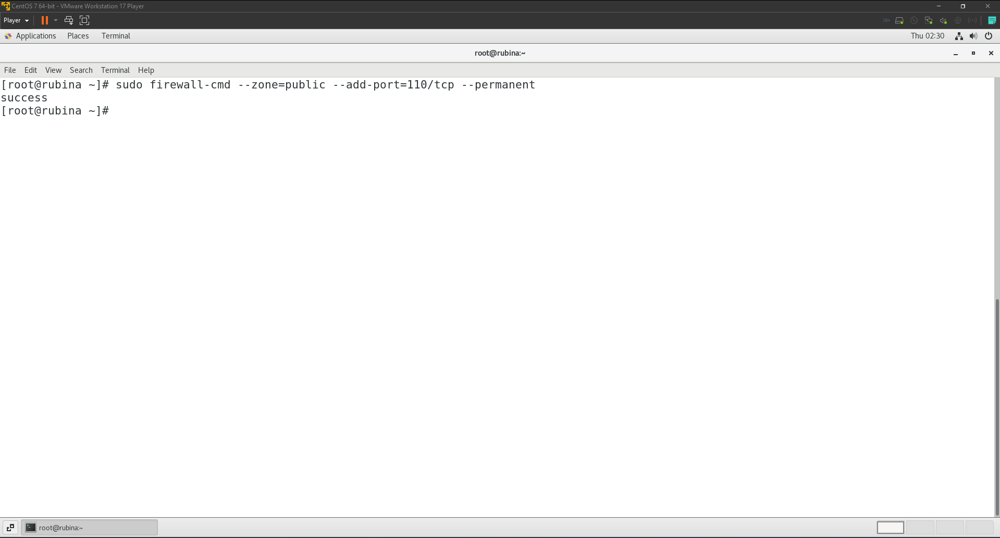 CentOS 7 64-bit - VMware Workstation 17 Player
Player
Applications Places Terminal Thu 02:30
root@rubina:~
File Edit View Search Terminal Help
[root@rubina ~]# sudo firewall-cmd --zone=public --add-port=110/tcp --permanent
success
[root@rubina ~]#
root@rubina:~